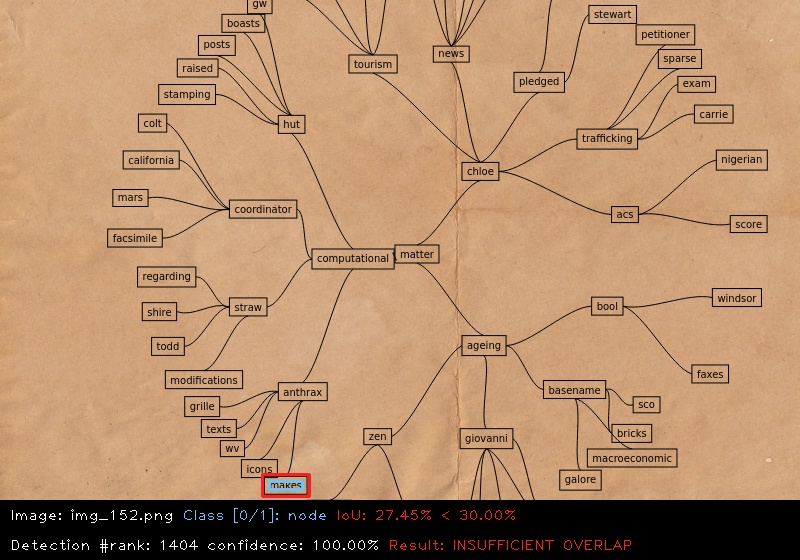 gw
boasts
stewart
posts
petitioner
news
tourism
sparse
raised
pledged
exam
stamping
carrie
colt
hut
trafficking
california
nigerian
chloe
mars
coordinator
acs
score
facsimile
matter
computational
regarding
windsor
straw
bool
shire
todd
ageing
faxes
modifications
anthrax
basename
grille
sco
texts
bricks
zen
giovanni
wv
macroeconomic
icons
galore
makes
Image: img_152.png Class [0/1]: node IoU: 27.45% < 30.00%
Detection #rank: 1404 confidence: 100.00% Result: INSUFFICIENT OVERLAP